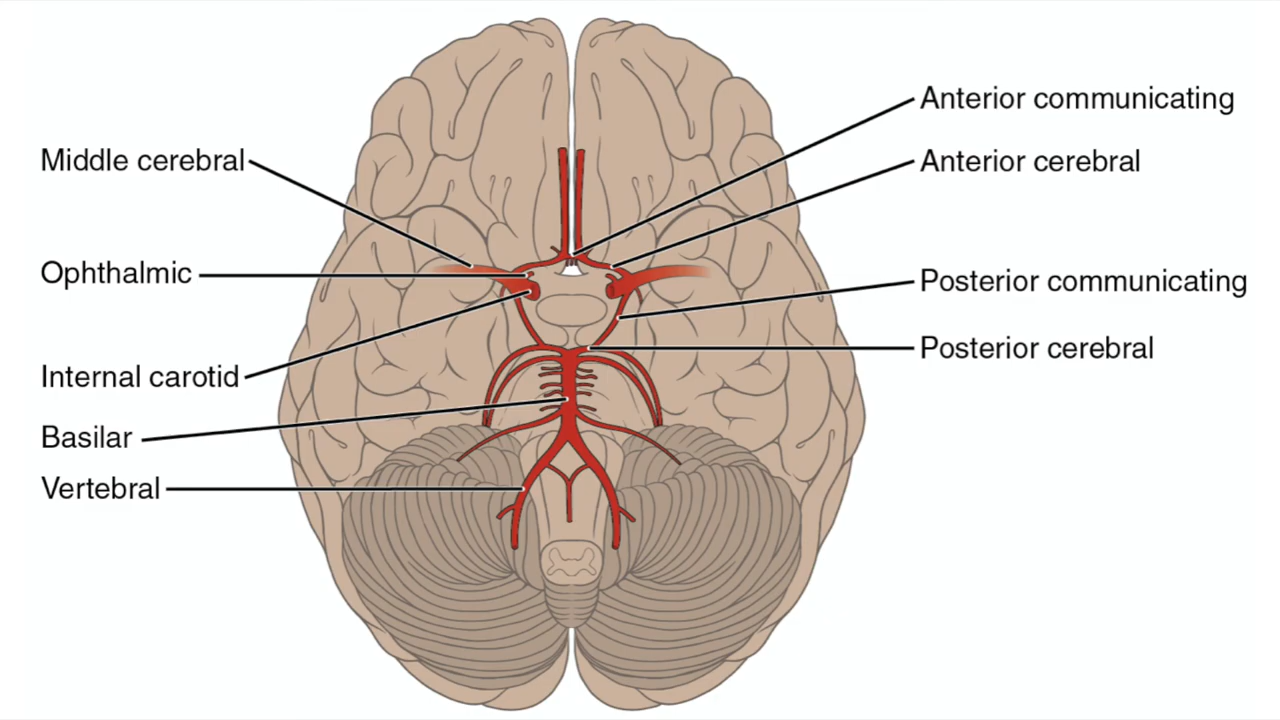 Middle cerebral
Ophthalmic
Internal carotid
Basilar
Vertebral
Anterior communicating
Anterior cerebral
Posterior communicating
Posterior cerebral